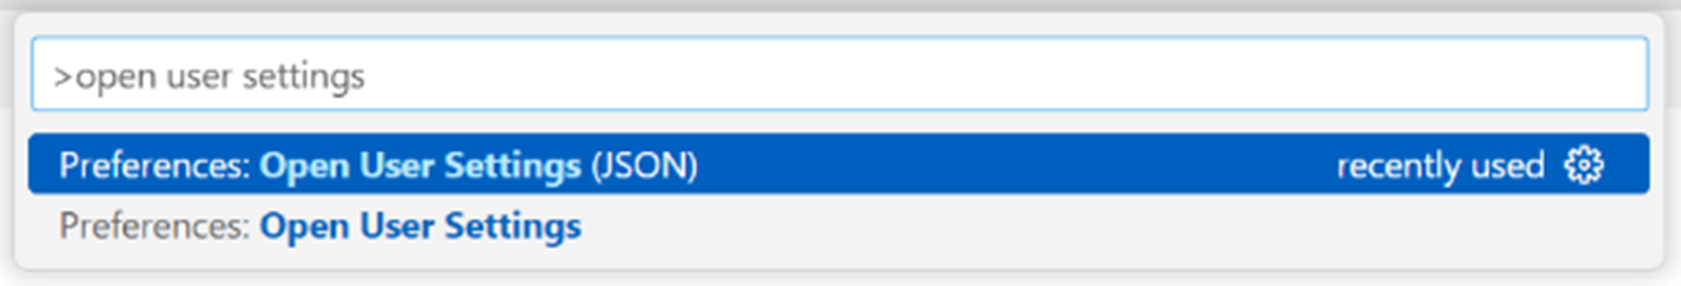 >open user settings
Preferences: Open User Settings (JSON) recently used
Preferences: Open User Settings